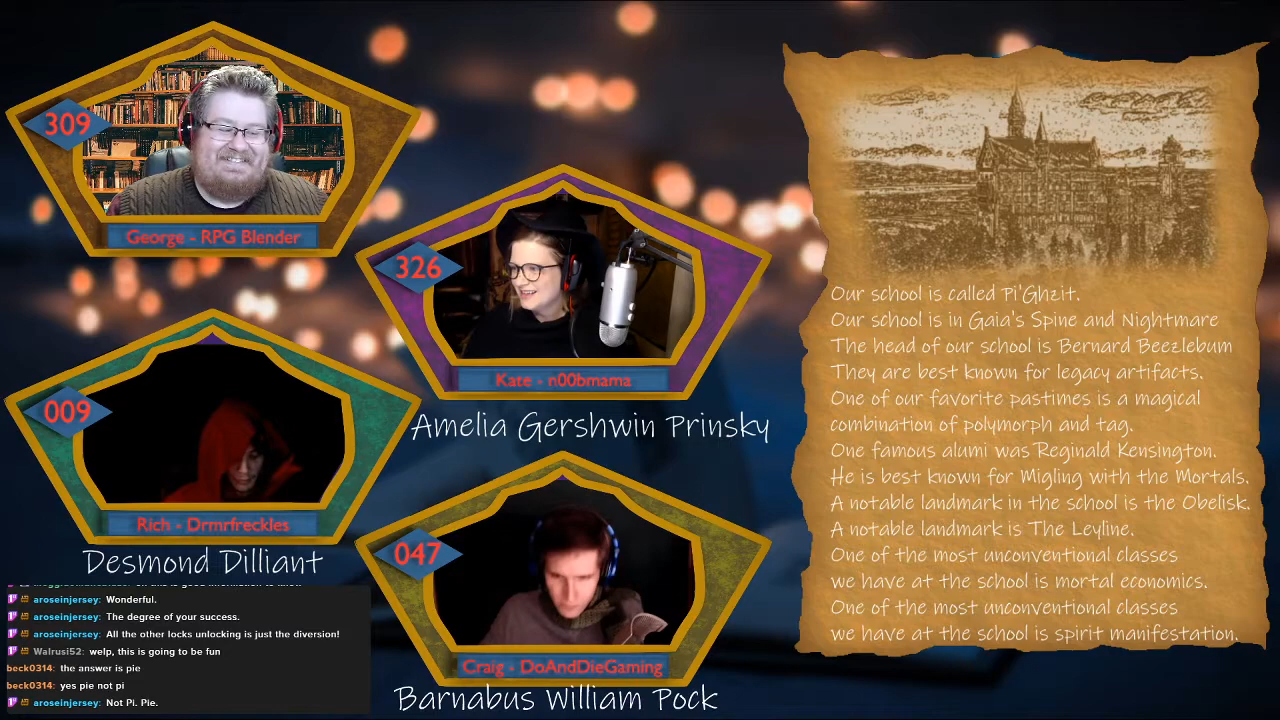 309
George - RPG Blender
326
Kate - n00bmama
Amelia Gershwin Prinsky
009
Rich - Drmrfreckles
Desmond Dilliant
047
Craig - DoAndDieGaming
Barnabus William Pock
aroseinjersey: Wonderful.
aroseinjersey: The degree of your success.
aroseinjersey: All the other locks unlocking is just the diversion!
Walrusi52: welp, this is going to be fun
beck0314: the answer is pie
beck0314: yes pie not pi
aroseinjersey: Not Pi. Pie.
Our school is called Pi'Ghzit.
Our school is in Gaia's Spine and Nightmare
The head of our school is Bernard Beezlebum
They are best known for legacy artifacts.
One of our favorite pastimes is a magical
combination of polymorph and tag.
One famous alumi was Reginald Kensington.
He is best known for Migling with the Mortals.
A notable landmark in the school is the Obelisk.
A notable landmark is The Leyline.
One of the most unconventional classes
we have at the school is mortal economics.
One of the most unconventional classes
we have at the school is spirit manifestation.